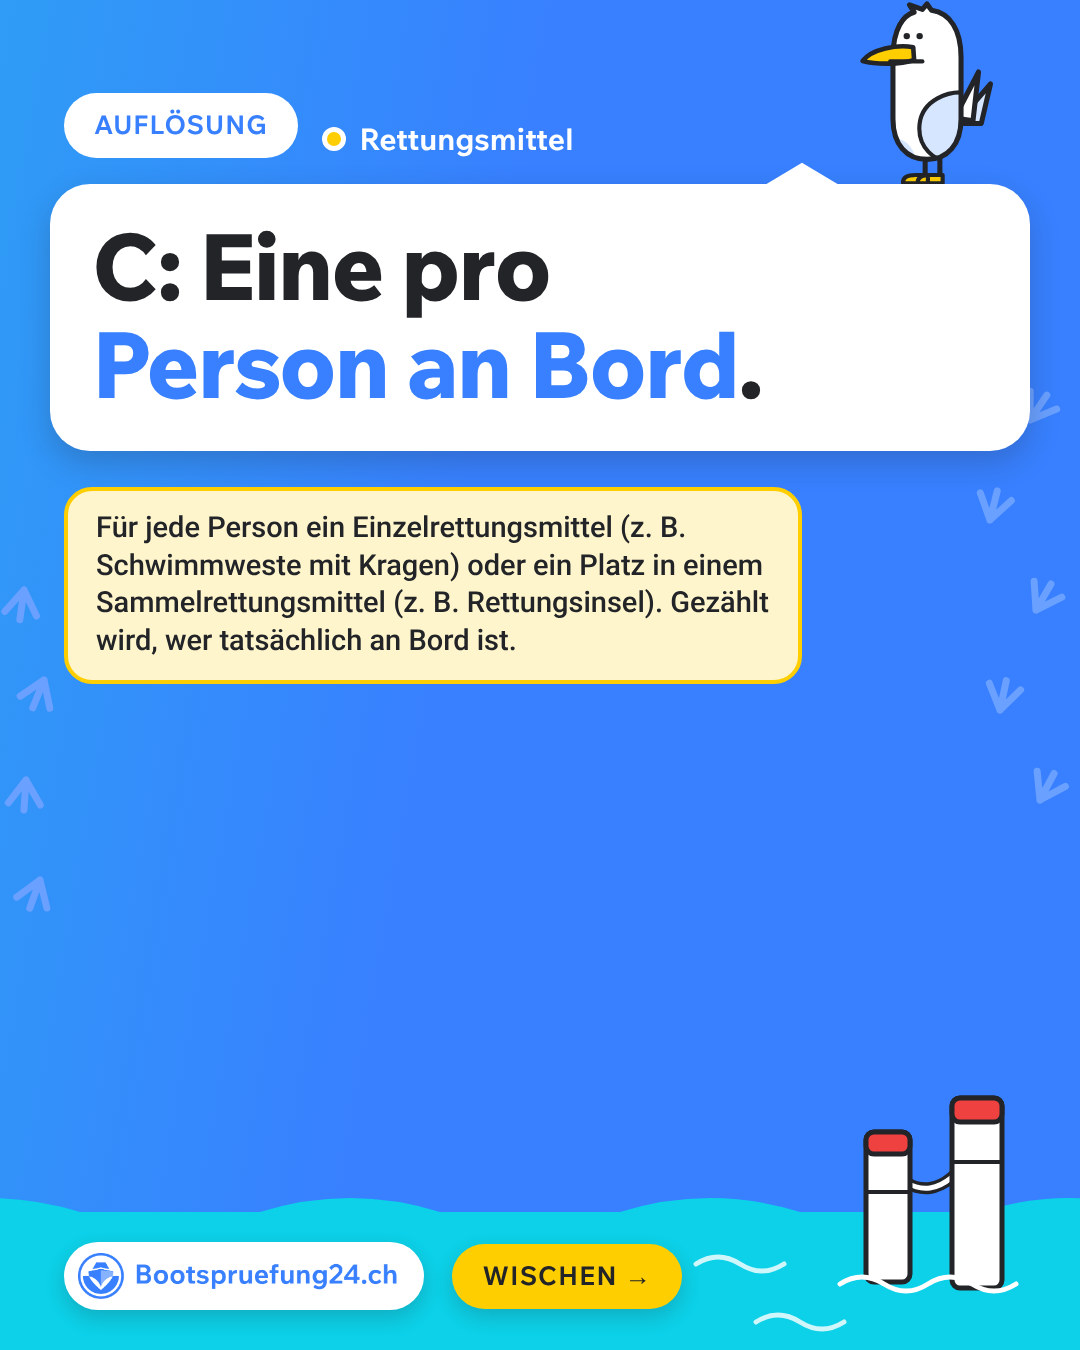 AUFLÖSUNG
Rettungsmittel
C: Eine pro
Person an Bord.
Für jede Person ein Einzelrettungsmittel (z. B.
Schwimmweste mit Kragen) oder ein Platz in einem
Sammelrettungsmittel (z. B. Rettungsinsel). Gezählt
wird, wer tatsächlich an Bord ist.
Bootspruefung24.ch
WISCHEN →